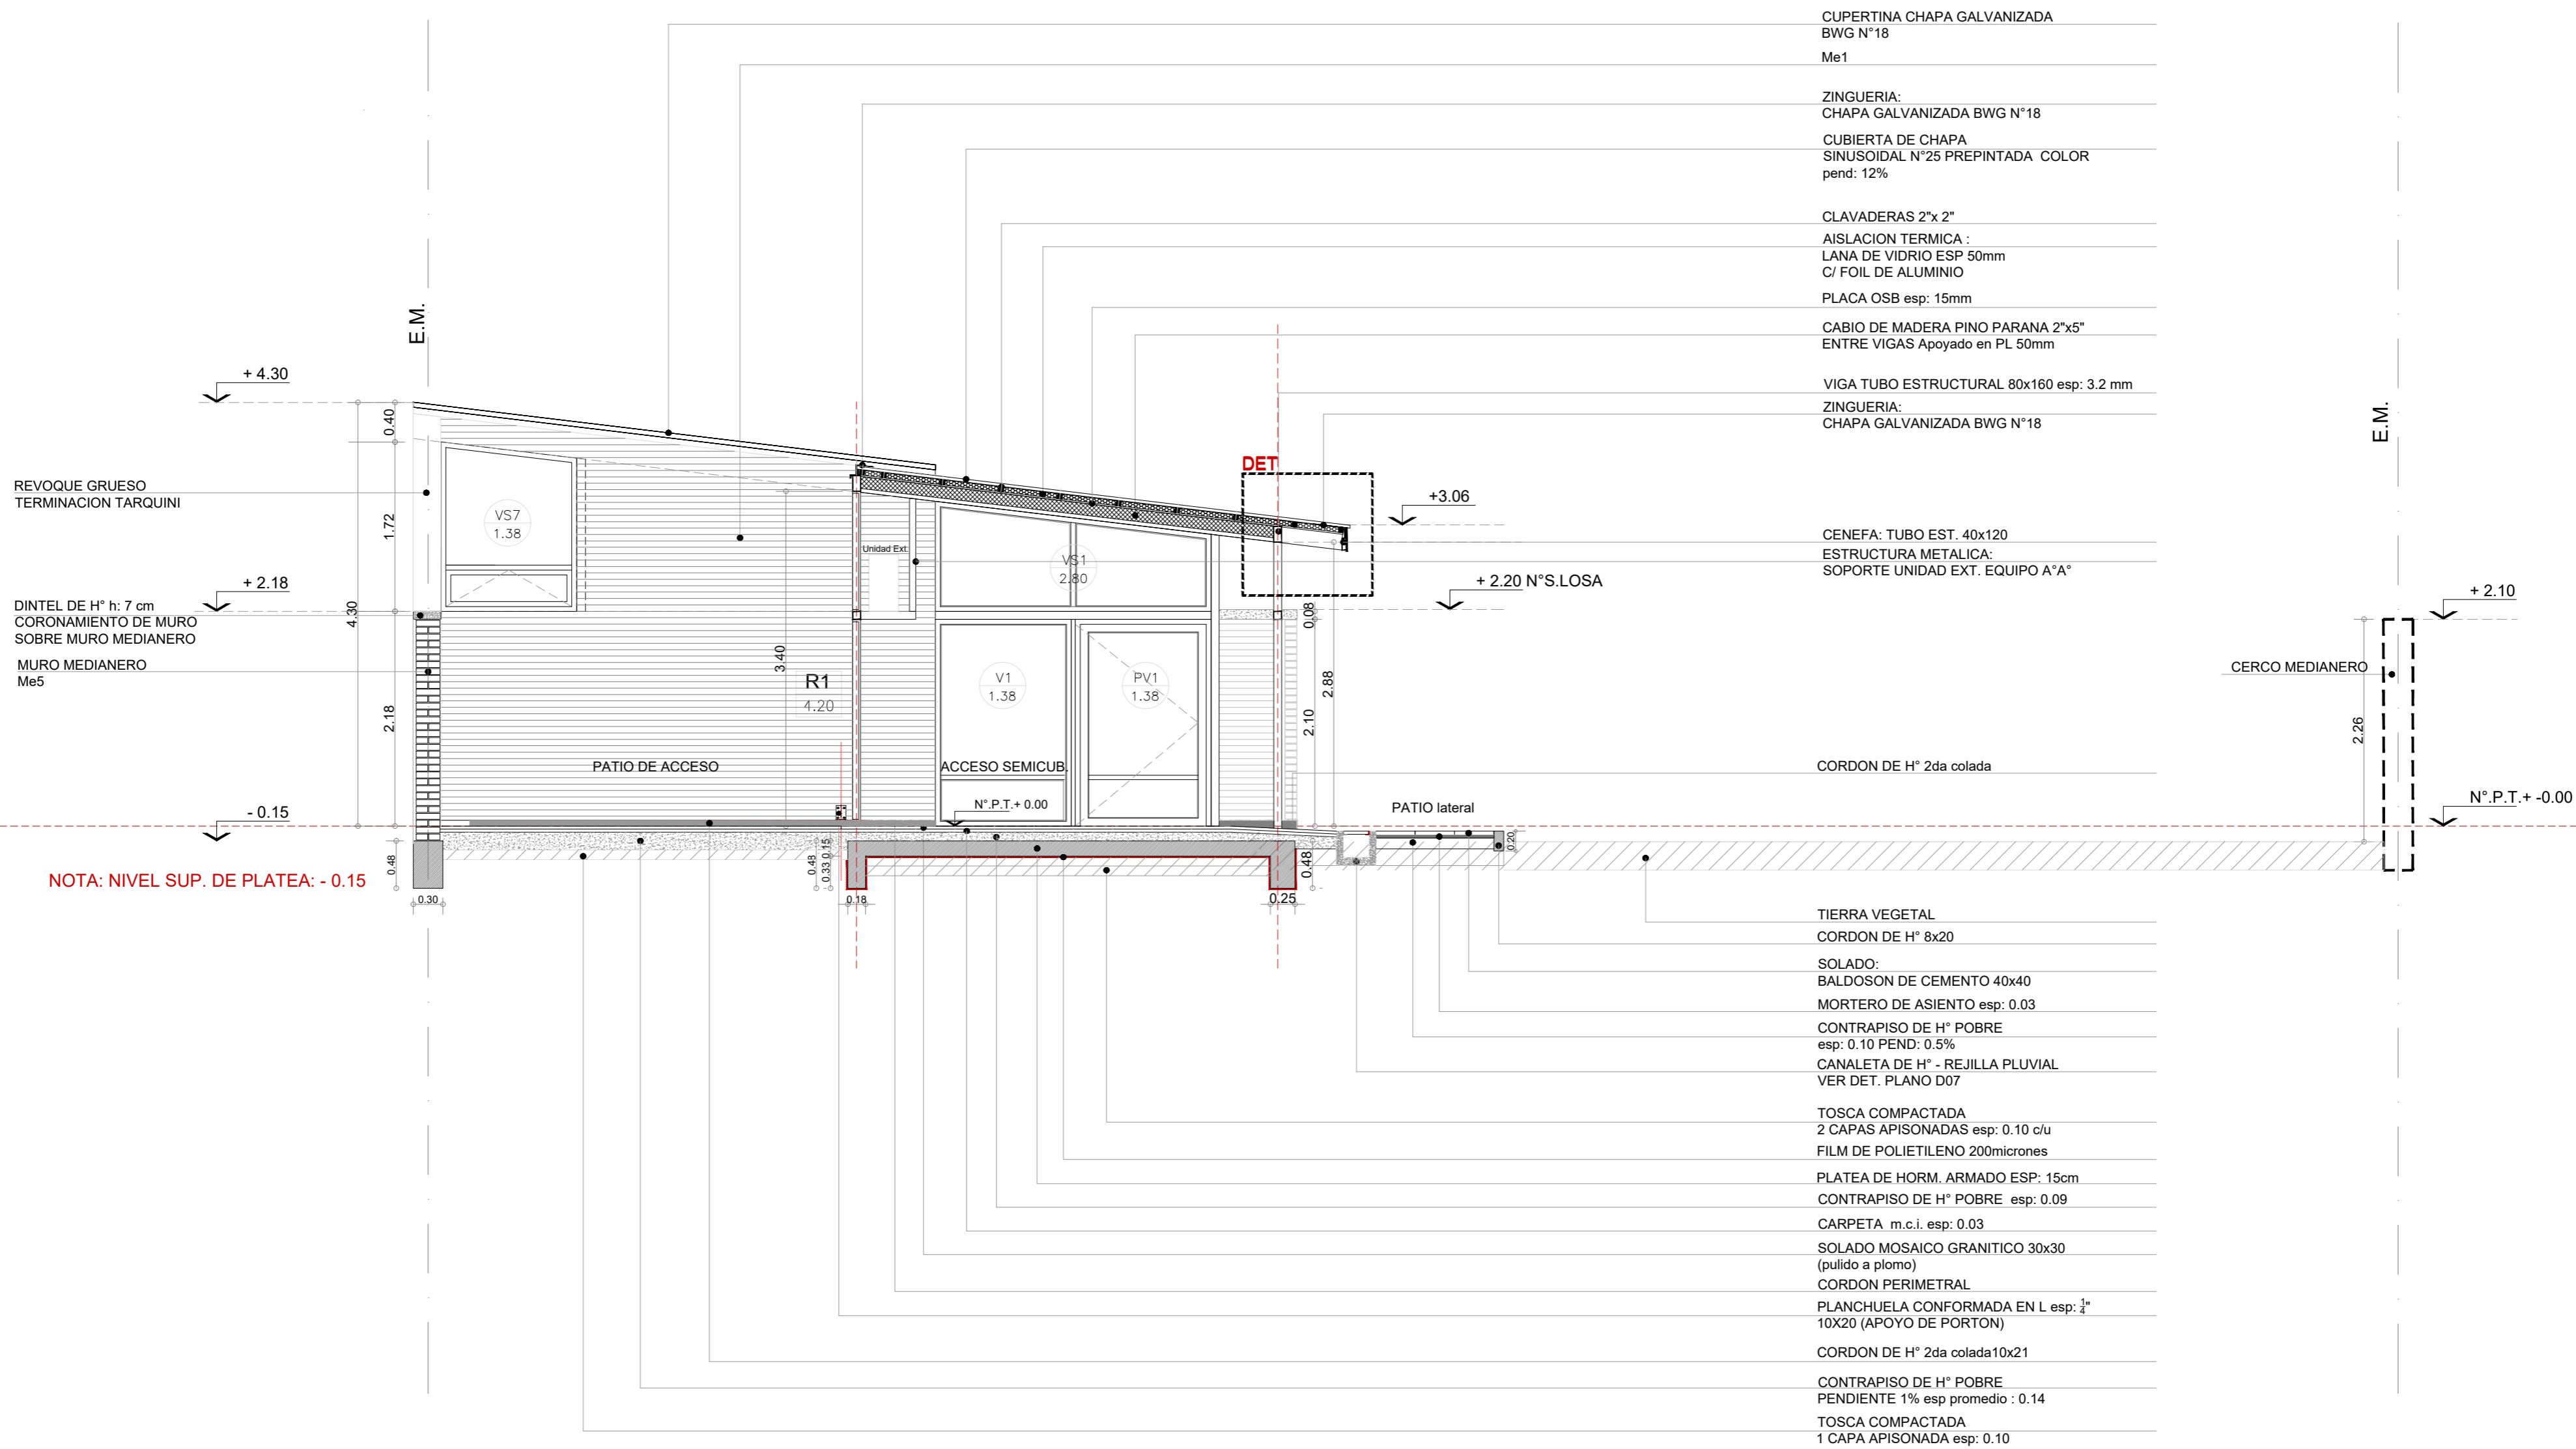 CUPERTINA CHAPA GALVANIZADA
BWG N°18
Me1
ZINGUERIA:
CHAPA GALVANIZADA BWG N°18
CUBIERTA DE CHAPA
SINUSOIDAL N°25 PREPINTADA COLOR
pend: 12%
CLAVADERAS 2"x 2"
AISLACION TERMICA :
LANA DE VIDRIO ESP 50mm
C/ FOIL DE ALUMINIO
PLACA OSB esp: 15mm
CABIO DE MADERA PINO PARANA 2"x5"
ENTRE VIGAS Apoyado en PL 50mm
VIGA TUBO ESTRUCTURAL 80x160 esp: 3.2 mm
ZINGUERIA:
CHAPA GALVANIZADA BWG N°18
E.M.
E.M.
+ 4.30
0.40
1.72
4.30
2.18
DET
+3.06
REVOQUE GRUESO
TERMINACION TARQUINI
VS7
1.38
Unidad Ext.
VS1
2.80
CENEFA: TUBO EST. 40x120
ESTRUCTURA METALICA:
SOPORTE UNIDAD EXT. EQUIPO A°A°
+ 2.18
+ 2.20 N°S.LOSA
+ 2.10
DINTEL DE H° h: 7 cm
CORONAMIENTO DE MURO
SOBRE MURO MEDIANERO
MURO MEDIANERO
Me5
3.40
R1
4.20
V1
1.38
PV1
1.38
0.08
2.88
2.10
CERCO MEDIANERO
2.26
PATIO DE ACCESO
ACCESO SEMICUB.
N°.P.T.+ 0.00
CORDON DE H° 2da colada
PATIO lateral
N°.P.T.+ -0.00
- 0.15
0.48
0.48
0.33
0.15
0.48
0.20
NOTA: NIVEL SUP. DE PLATEA: - 0.15
0.30
0.18
0.25
TIERRA VEGETAL
CORDON DE H° 8x20
SOLADO:
BALDOSON DE CEMENTO 40x40
MORTERO DE ASIENTO esp: 0.03
CONTRAPISO DE H° POBRE
esp: 0.10 PEND: 0.5%
CANALETA DE H° - REJILLA PLUVIAL
VER DET. PLANO D07
TOSCA COMPACTADA
2 CAPAS APISONADAS esp: 0.10 c/u
FILM DE POLIETILENO 200micrones
PLATEA DE HORM. ARMADO ESP: 15cm
CONTRAPISO DE H° POBRE esp: 0.09
CARPETA m.c.i. esp: 0.03
SOLADO MOSAICO GRANITICO 30x30
(pulido a plomo)
CORDON PERIMETRAL
PLANCHUELA CONFORMADA EN L esp: 1/4"
10X20 (APOYO DE PORTON)
CORDON DE H° 2da colada10x21
CONTRAPISO DE H° POBRE
PENDIENTE 1% esp promedio : 0.14
TOSCA COMPACTADA
1 CAPA APISONADA esp: 0.10